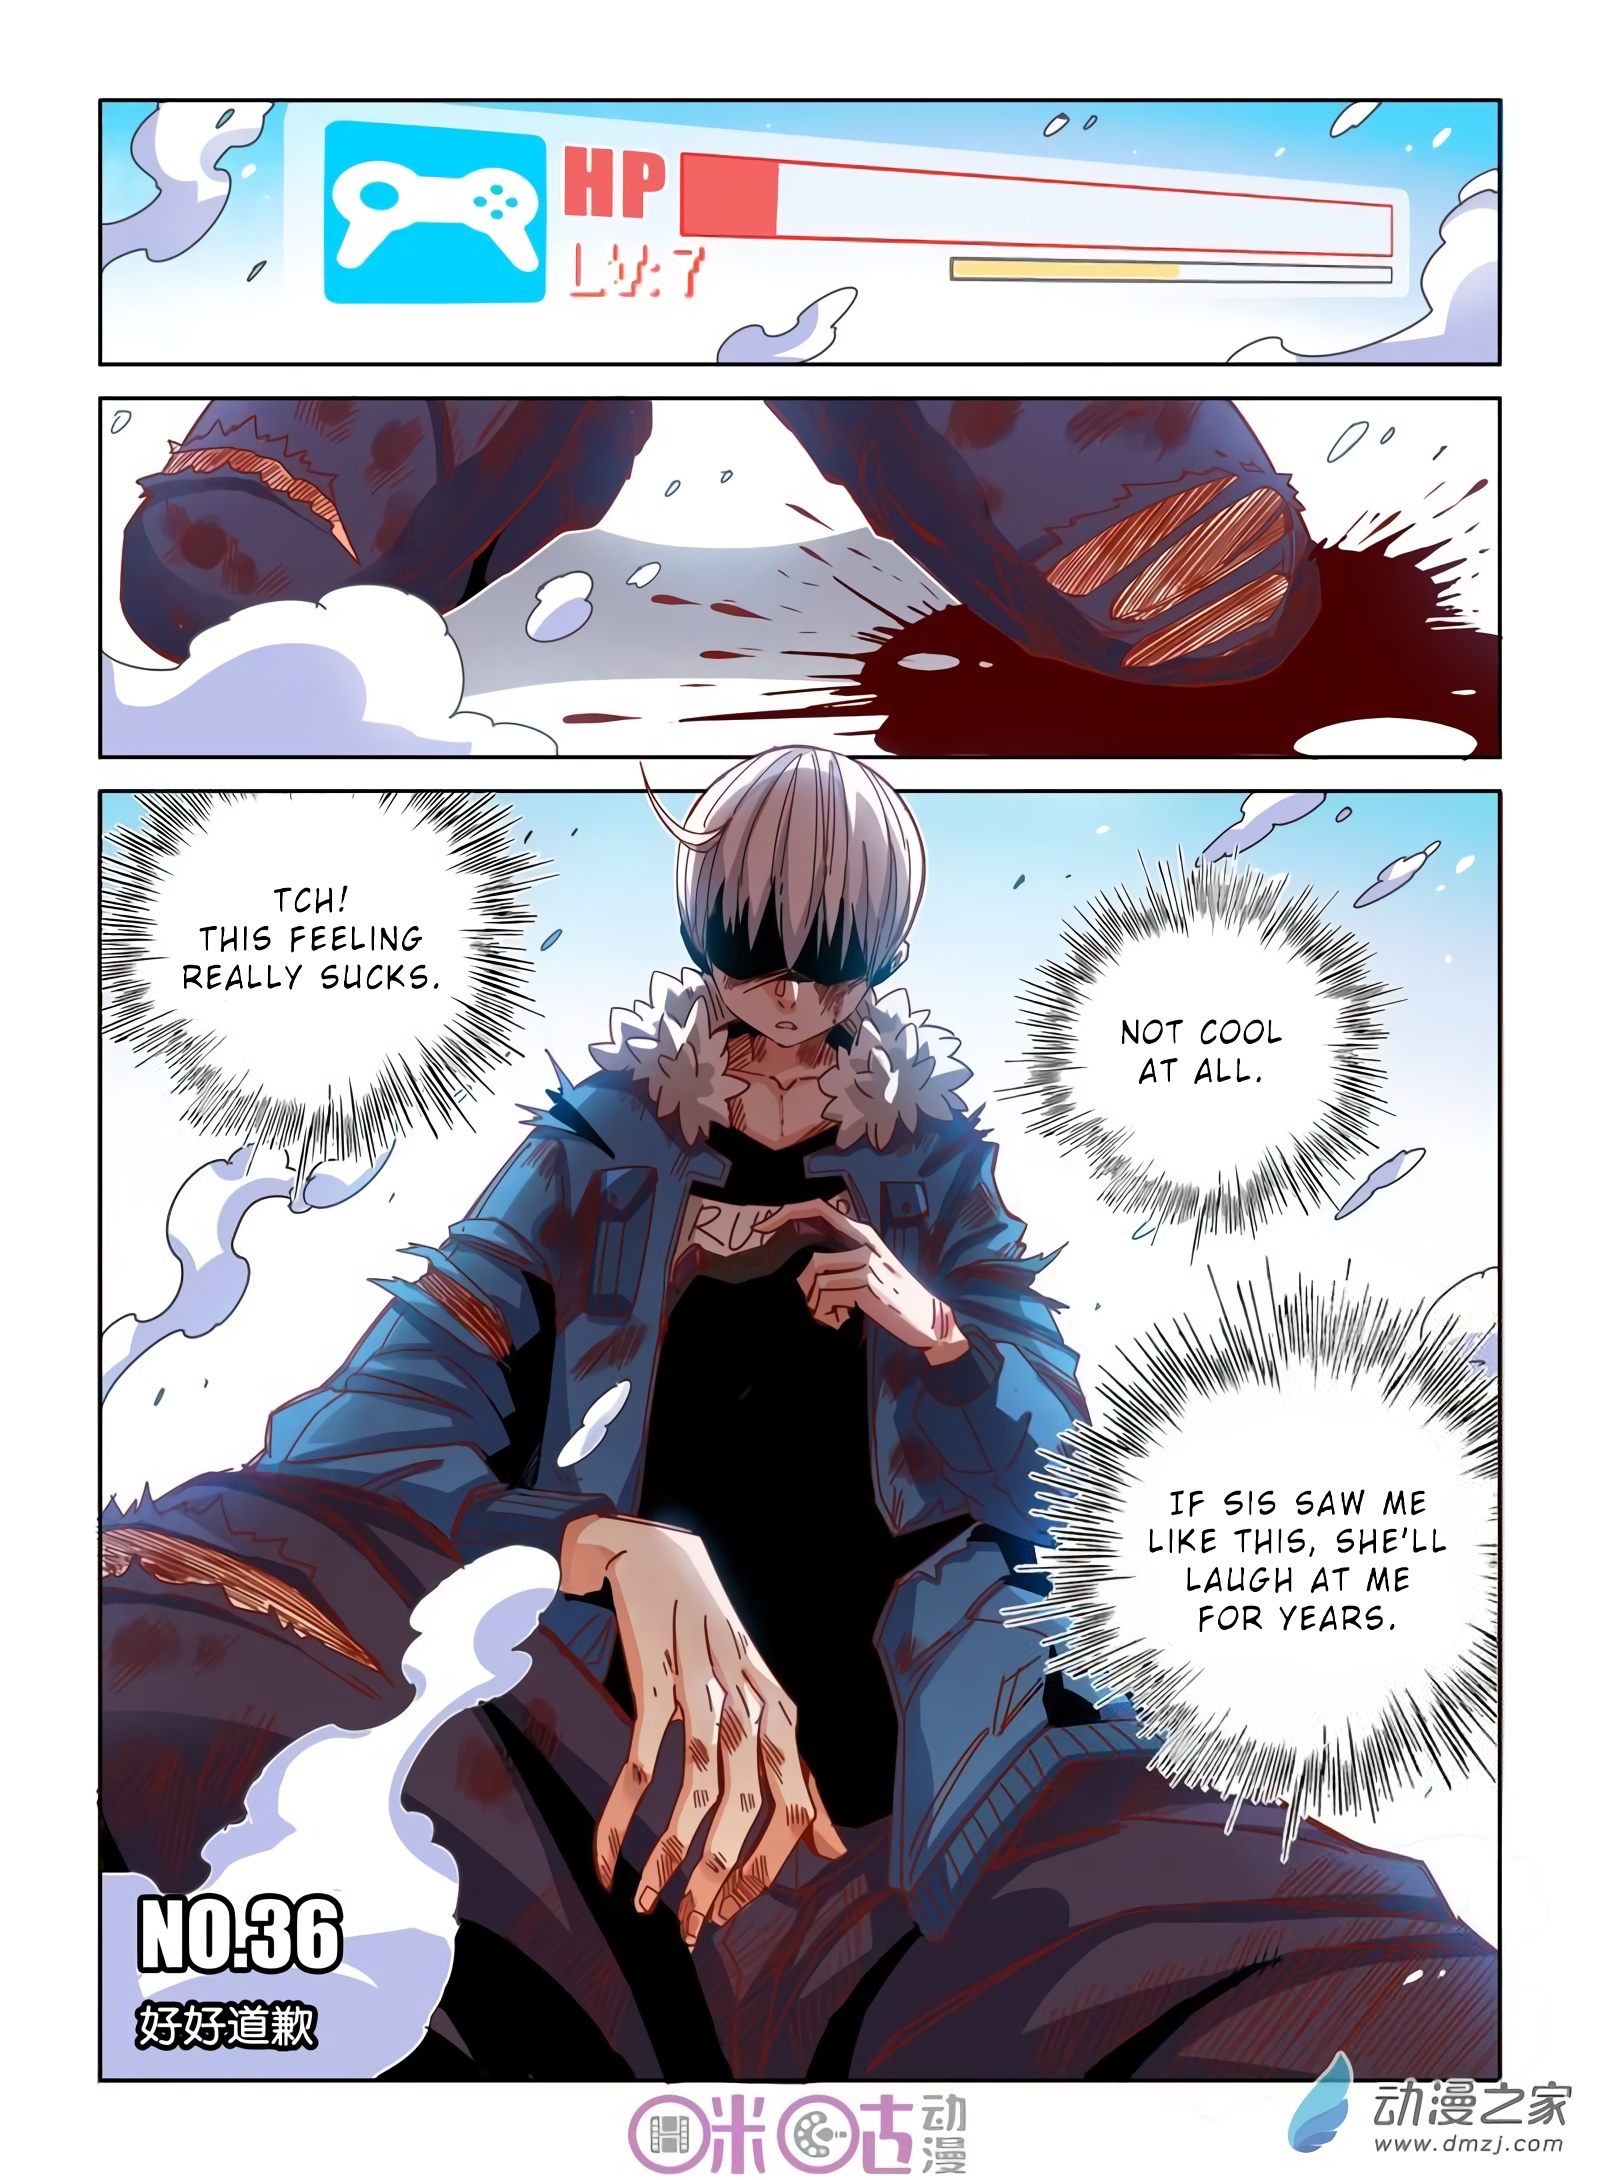 HP
LV:7
TCH!
THIS FEELING
REALLY SUCKS.
NOT COOL
AT ALL.
IF SIS SAW ME
LIKE THIS, SHE'LL
LAUGH AT ME
FOR YEARS.
NO.36
好好道歉
咪咕动漫
动漫之家
www.dmzj.com